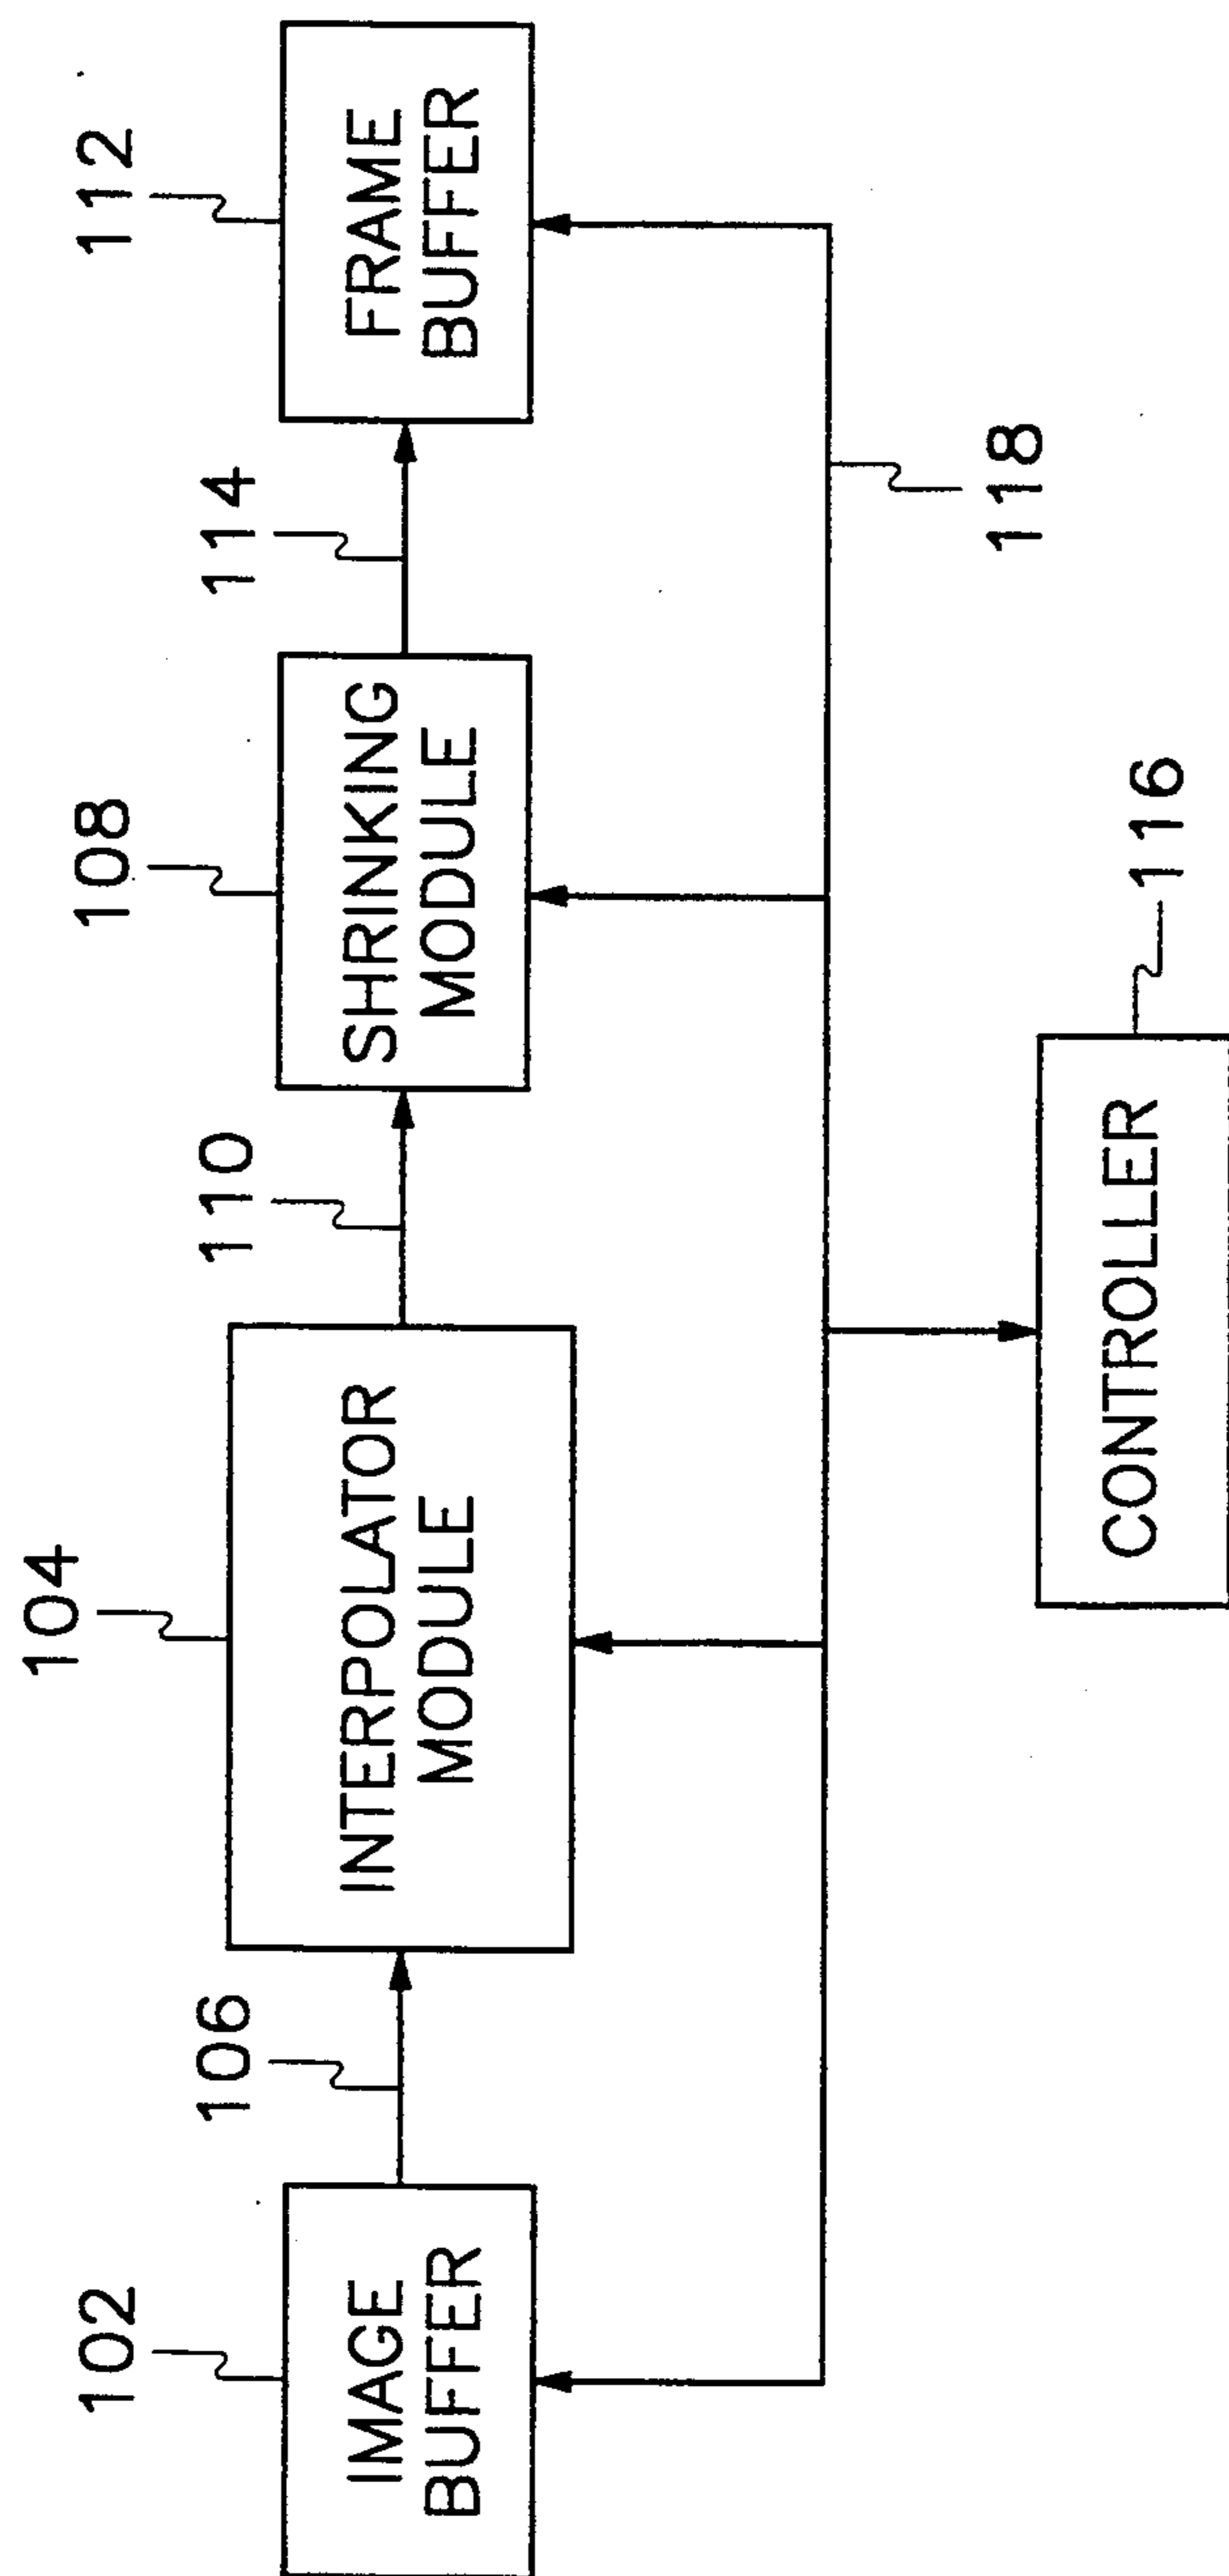 102
IMAGE
BUFFER
106
104
INTERPOLATOR
MODULE
110
108
SHRINKING
MODULE
114
112
FRAME
BUFFER
118
CONTROLLER
116